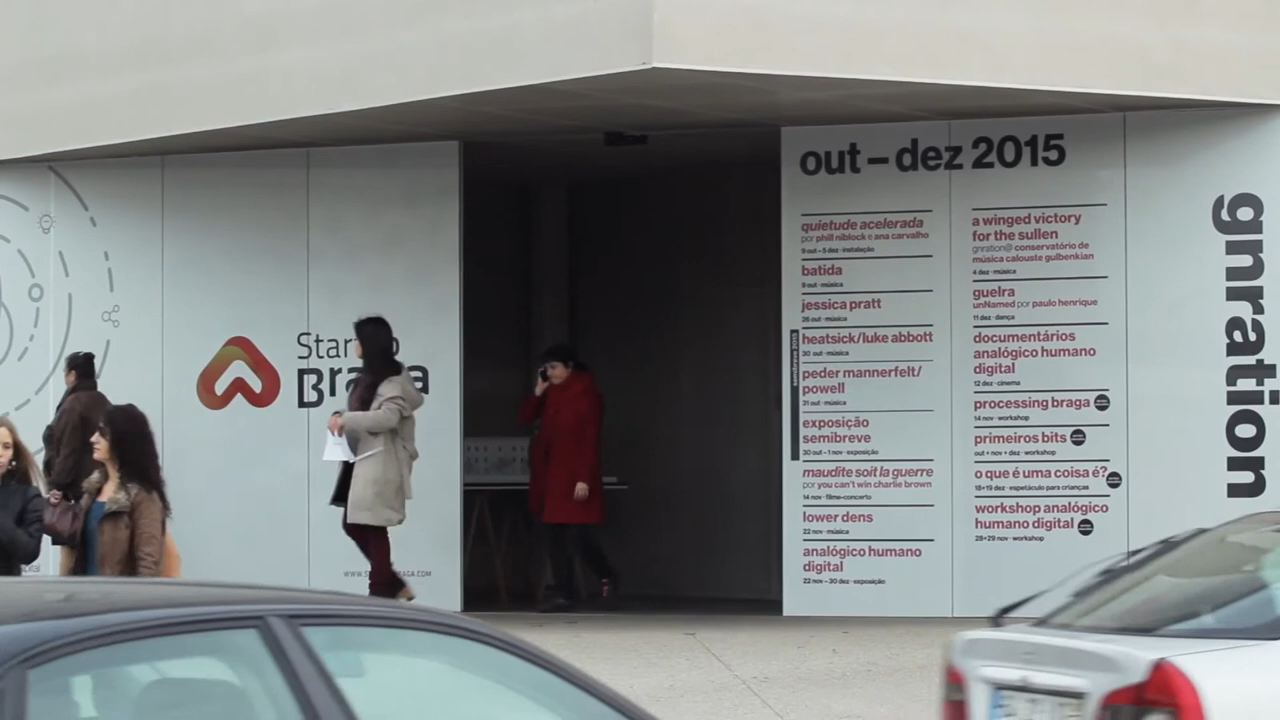 Braga
WWW.
out – dez 2015
quietude acelerada
por phill niblock e ana carvalho
9 out – 5 dez · instalação
batida
9 out · música
jessica pratt
26 out · música
heatsick/luke abbott
30 out · música
peder mannerfelt/
powell
31 out · música
exposição
semibreve
30 out – 1 nov · exposição
maudite soit la guerre
por you can't win charlie brown
14 nov · filme-concerto
lower dens
22 nov · música
analógico humano
digital
22 nov – 30 dez · exposição
semibreve 2015
a winged victory
for the sullen
gnration@ conservatório de
música calouste gulbenkian
4 dez · música
guelra
unNamed por paulo henrique
11 dez · dança
documentários
analógico humano
digital
12 dez · cinema
processing braga
14 nov · workshop
primeiros bits
out + nov + dez · workshop
o que é uma coisa é?
18+19 dez · espetáculo para crianças
workshop analógico
humano digital
28+29 nov · workshop
gnration